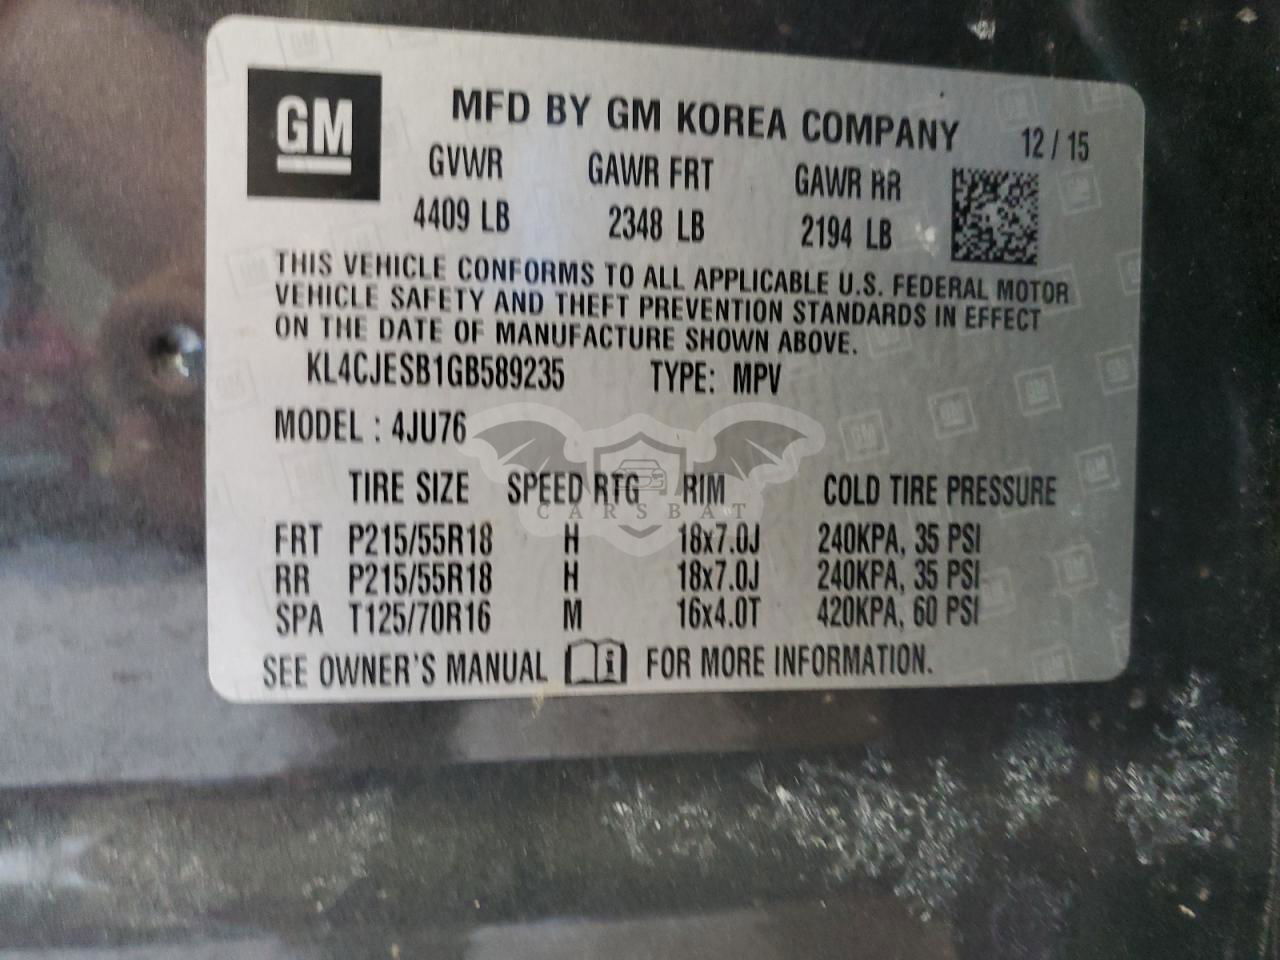 GM
MFD BY GM KOREA COMPANY 12 / 15
GVWR GAWR FRT GAWR RR
4409 LB 2348 LB 2194 LB
THIS VEHICLE CONFORMS TO ALL APPLICABLE U.S. FEDERAL MOTOR
VEHICLE SAFETY AND THEFT PREVENTION STANDARDS IN EFFECT
ON THE DATE OF MANUFACTURE SHOWN ABOVE.
KL4CJESB1GB589235 TYPE: MPV
MODEL : 4JU76
TIRE SIZE SPEED RTG RIM COLD TIRE PRESSURE
CARSBAT
FRT P215/55R18 H 18x7.0J 240KPA, 35 PSI
RR P215/55R18 H 18x7.0J 240KPA, 35 PSI
SPA T125/70R16 M 16x4.0T 420KPA, 60 PSI
SEE OWNER'S MANUAL i FOR MORE INFORMATION.